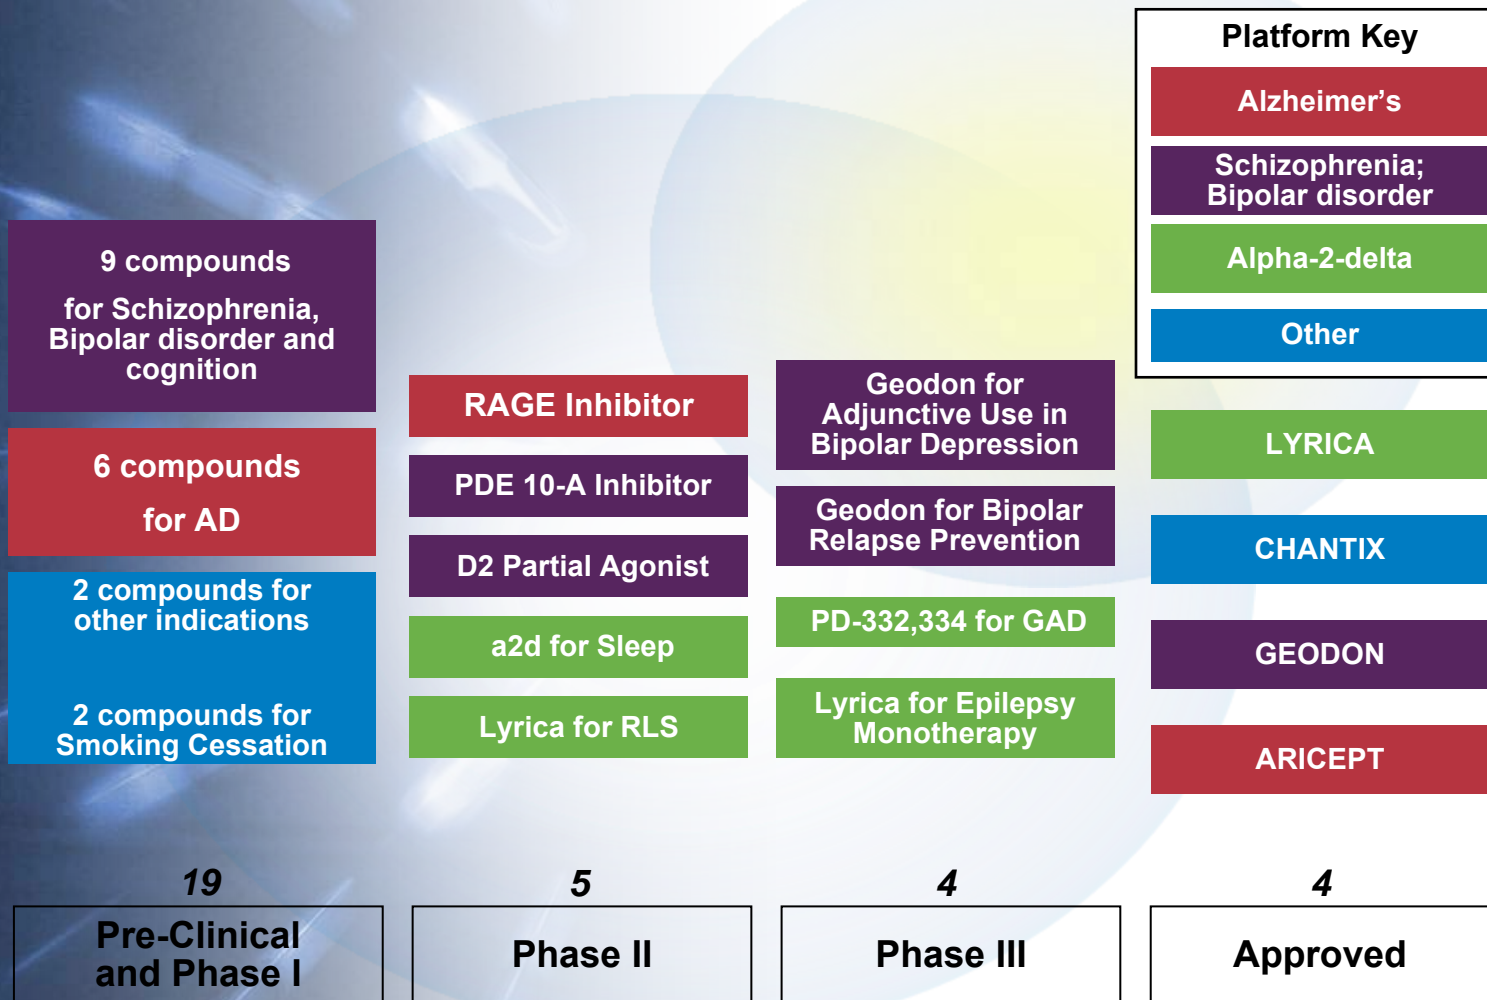 Platform Key
Alzheimer's
Schizophrenia;
Bipolar disorder
Alpha-2-delta
Other
9 compounds
for Schizophrenia,
Bipolar disorder and
cognition
6 compounds
for AD
2 compounds for
other indications
2 compounds for
Smoking Cessation
19
Pre-Clinical
and Phase I
RAGE Inhibitor
PDE 10-A Inhibitor
D2 Partial Agonist
a2d for Sleep
Lyrica for RLS
5
Phase II
Geodon for
Adjunctive Use in
Bipolar Depression
Geodon for Bipolar
Relapse Prevention
PD-332,334 for GAD
Lyrica for Epilepsy
Monotherapy
4
Phase III
LYRICA
CHANTIX
GEODON
ARICEPT
4
Approved